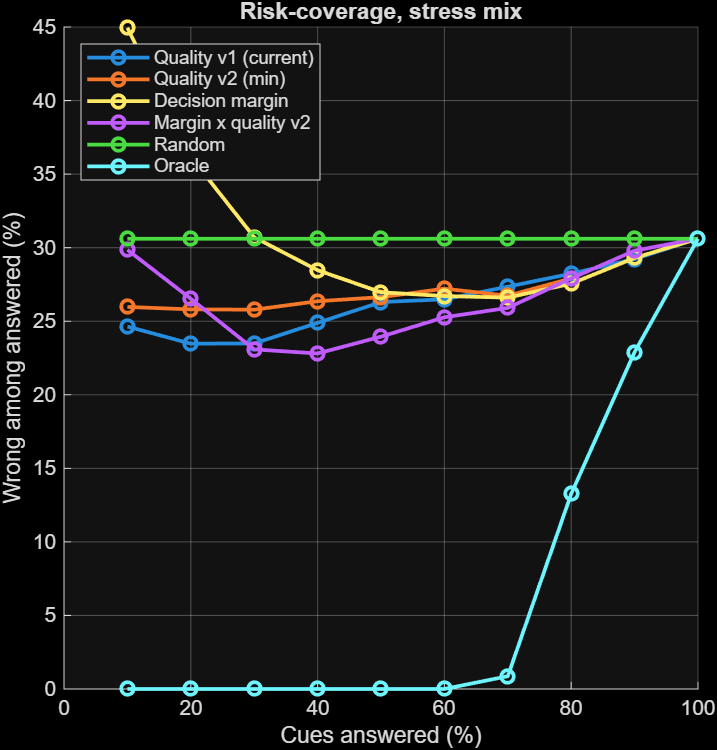 Risk-coverage, stress mix
Quality v1 (current)
Quality v2 (min)
Decision margin
Margin x quality v2
Random
Oracle
Wrong among answered (%)
45
40
35
30
25
20
15
10
5
0
0
20
40
60
80
100
Cues answered (%)